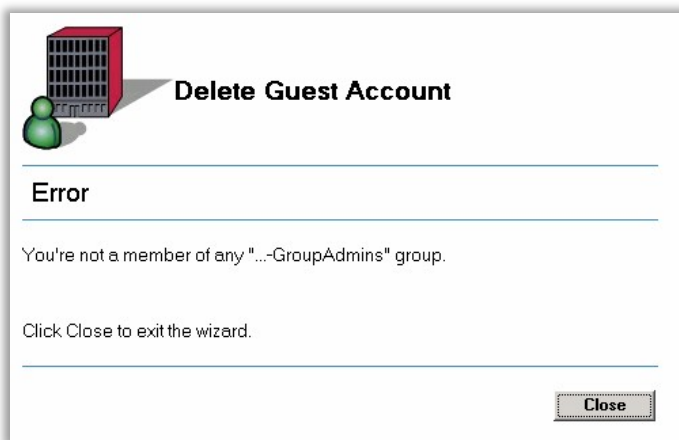 Delete Guest Account
Error
You're not a member of any "...-GroupAdmins" group.
Click Close to exit the wizard.
Close